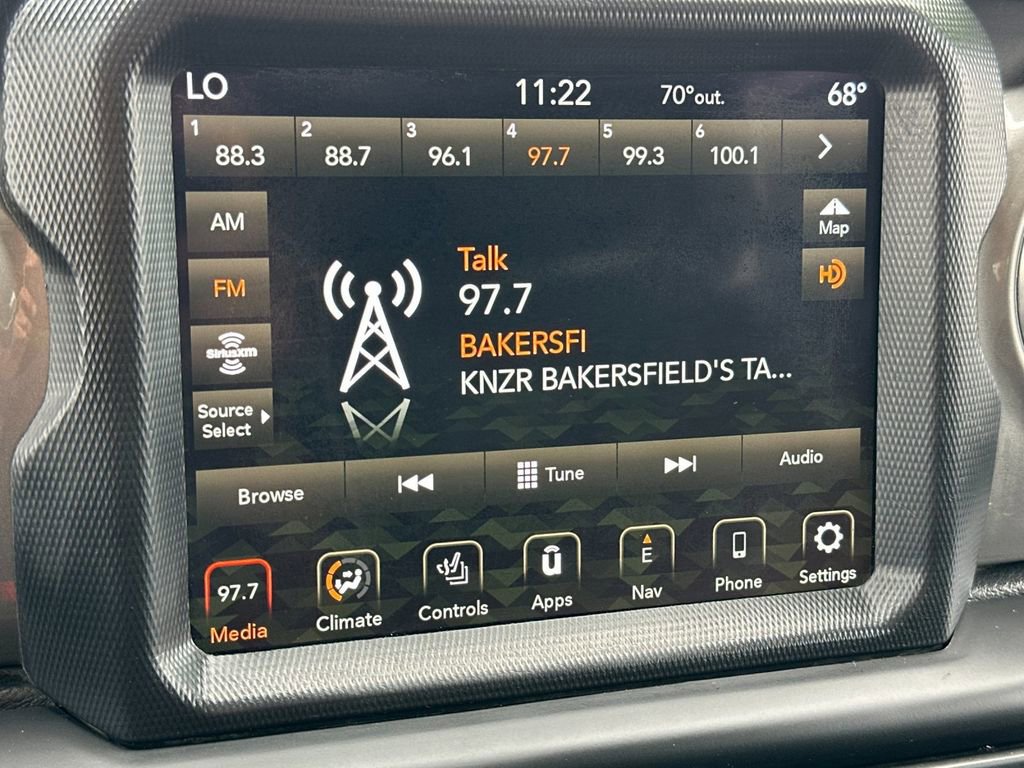 LO 11:22 70°out. 68°
1 2 3 4 5 6
88.3 88.7 96.1 97.7 99.3 100.1
AM
FM
SiriusXM
Source
Select
Talk
97.7
BAKERSFI
KNZR BAKERSFIELD'S TA...
Map
HD
Browse Tune Audio
97.7 E
Media Climate Controls Apps Nav Phone Settings